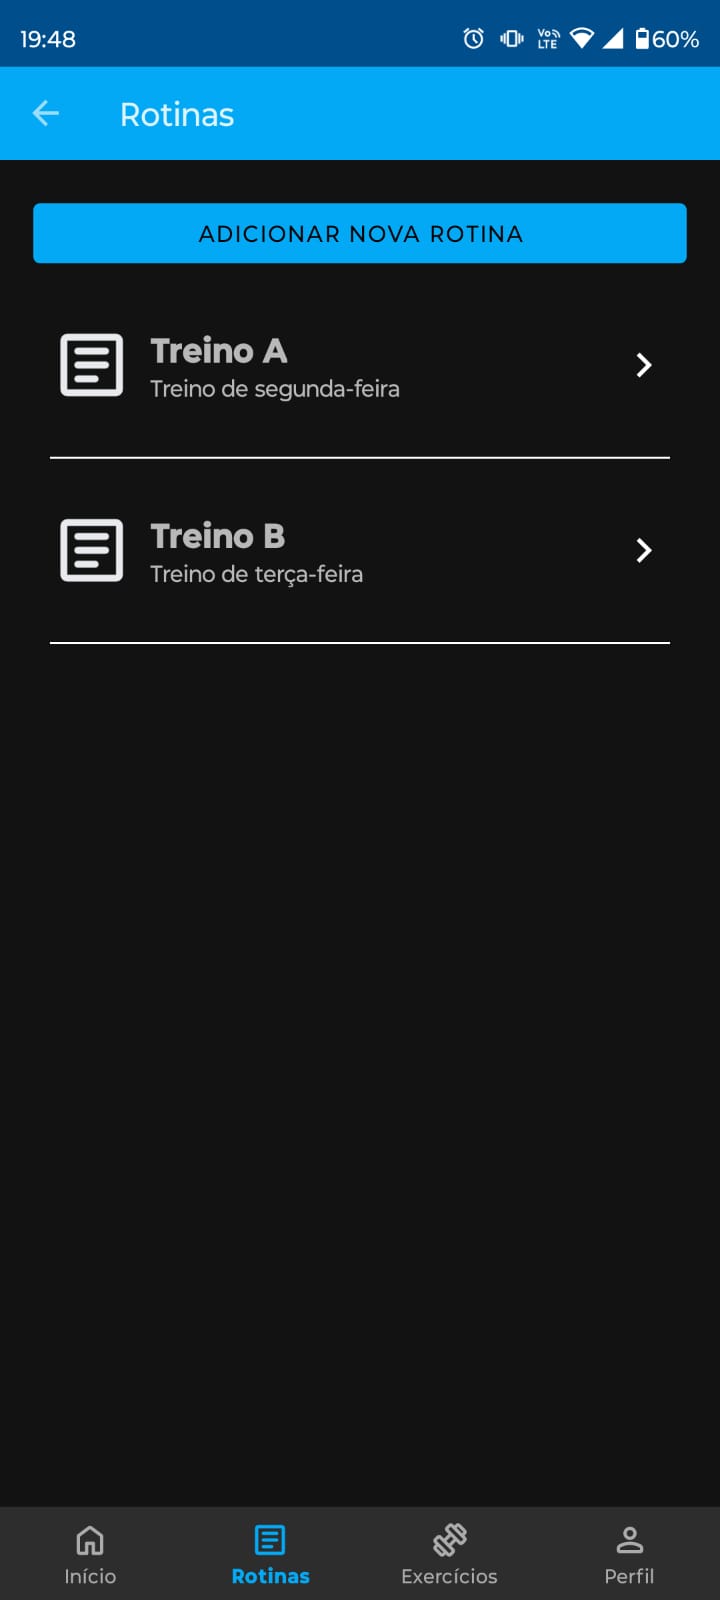 19:48
Vo))
LTE
60%
Rotinas
ADICIONAR NOVA ROTINA
Treino A
Treino de segunda-feira
Treino B
Treino de terça-feira
Início
Rotinas
Exercícios
Perfil